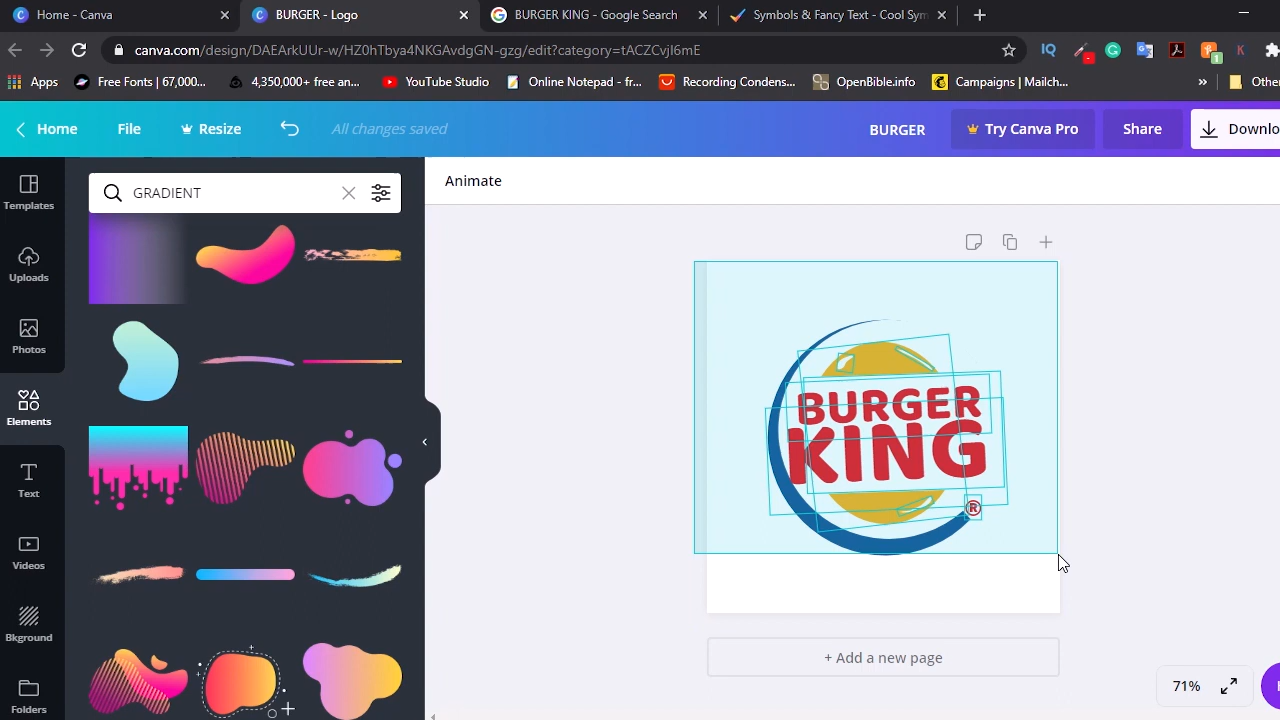 Home - Canva
BURGER - Logo
BURGER KING - Google Search
Symbols & Fancy Text - Cool Sym
canva.com/design/DAEArkUUr-w/HZ0hTbya4NKGAvdgGN-gzg/edit?category=tACZCvjI6mE
IQ
K
1
Apps
Free Fonts | 67,000...
4,350,000+ free an...
YouTube Studio
Online Notepad - fr...
Recording Condens...
OpenBible.info
Campaigns | Mailch...
»
Other
Home
File
Resize
All changes saved
BURGER
Try Canva Pro
Share
Downlo
GRADIENT
Animate
Templates
Uploads
Photos
Elements
Text
Videos
Bkground
Folders
BURGER
KING
®
+ Add a new page
71%